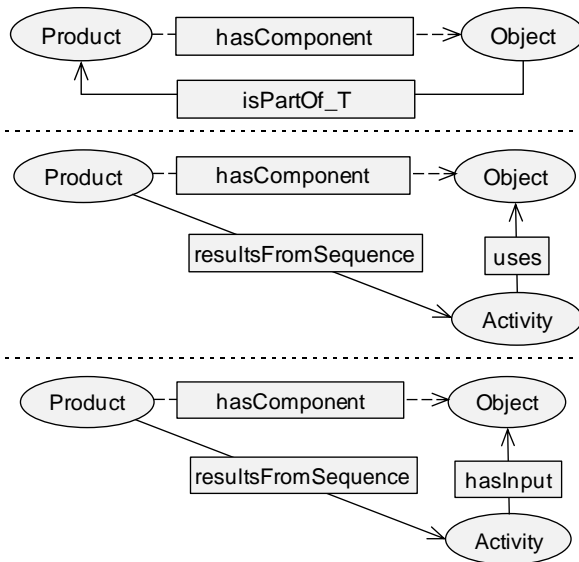 Product
hasComponent
Object
isPartOf_T
Product
hasComponent
Object
resultsFromSequence
uses
Activity
Product
hasComponent
Object
resultsFromSequence
hasInput
Activity